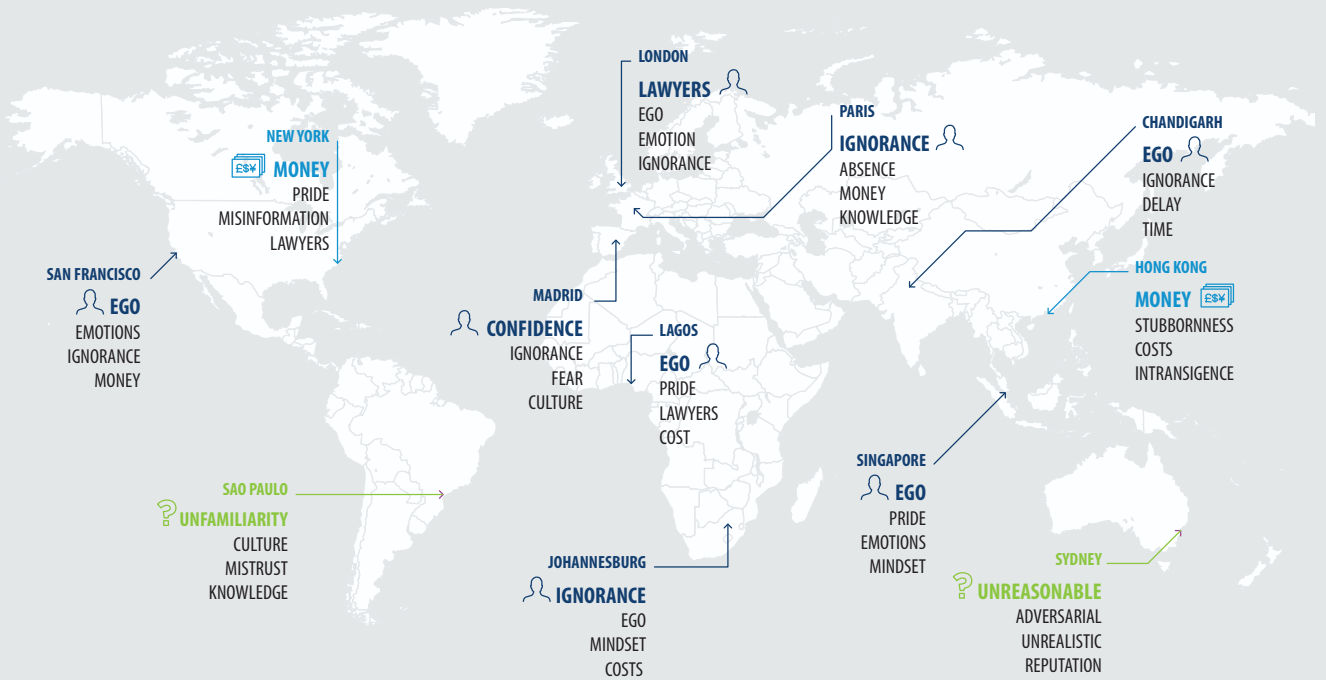 LONDON
LAWYERS
EGO
EMOTION
IGNORANCE
PARIS
IGNORANCE
ABSENCE
MONEY
KNOWLEDGE
CHANDIGARH
EGO
IGNORANCE
DELAY
TIME
NEW YORK
£$¥ MONEY
PRIDE
MISINFORMATION
LAWYERS
SAN FRANCISCO
EGO
EMOTIONS
IGNORANCE
MONEY
MADRID
CONFIDENCE
IGNORANCE
FEAR
CULTURE
LAGOS
EGO
PRIDE
LAWYERS
COST
HONG KONG
MONEY £$¥
STUBBORNNESS
COSTS
INTRANSIGENCE
SINGAPORE
EGO
PRIDE
EMOTIONS
MINDSET
SAO PAULO
? UNFAMILIARITY
CULTURE
MISTRUST
KNOWLEDGE
JOHANNESBURG
IGNORANCE
EGO
MINDSET
COSTS
SYDNEY
? UNREASONABLE
ADVERSARIAL
UNREALISTIC
REPUTATION